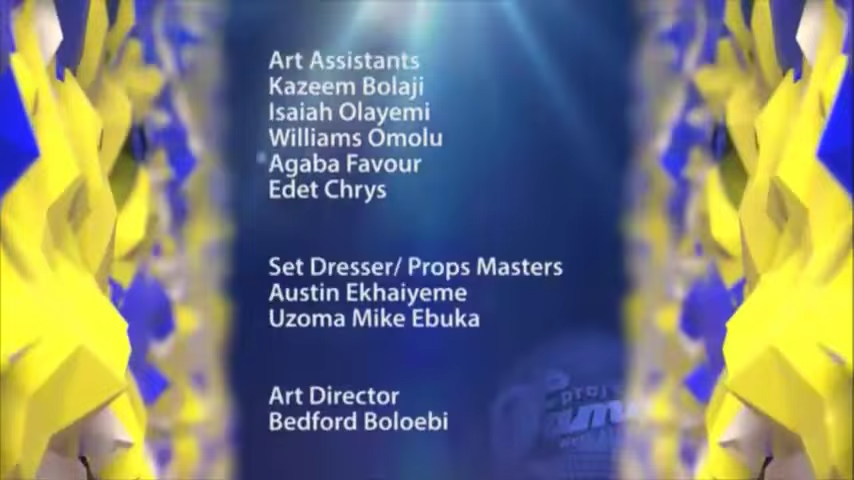 Art Assistants
Kazeem Bolaji
Isaiah Olayemi
Williams Omolu
Agaba Favour
Edet Chrys
Set Dresser/ Props Masters
Austin Ekhaiyeme
Uzoma Mike Ebuka
Art Director
Bedford Boloebi